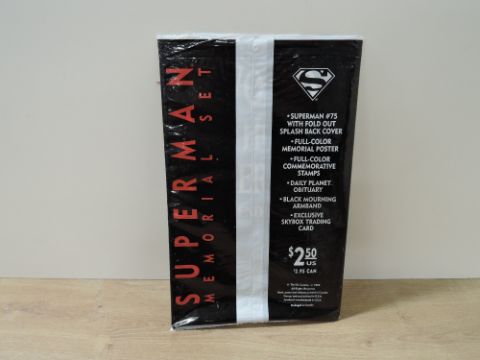 SUPERMAN
MEMORIAL SET
S
• SUPERMAN #75
WITH FOLD OUT
SPLASH BACK COVER
• FULL-COLOR
MEMORIAL POSTER
• FULL-COLOR
COMMEMORATIVE
STAMPS
• DAILY PLANET
OBITUARY
• BLACK MOURNING
ARMBAND
• EXCLUSIVE
SKYBOX TRADING
CARD
$2.50
US